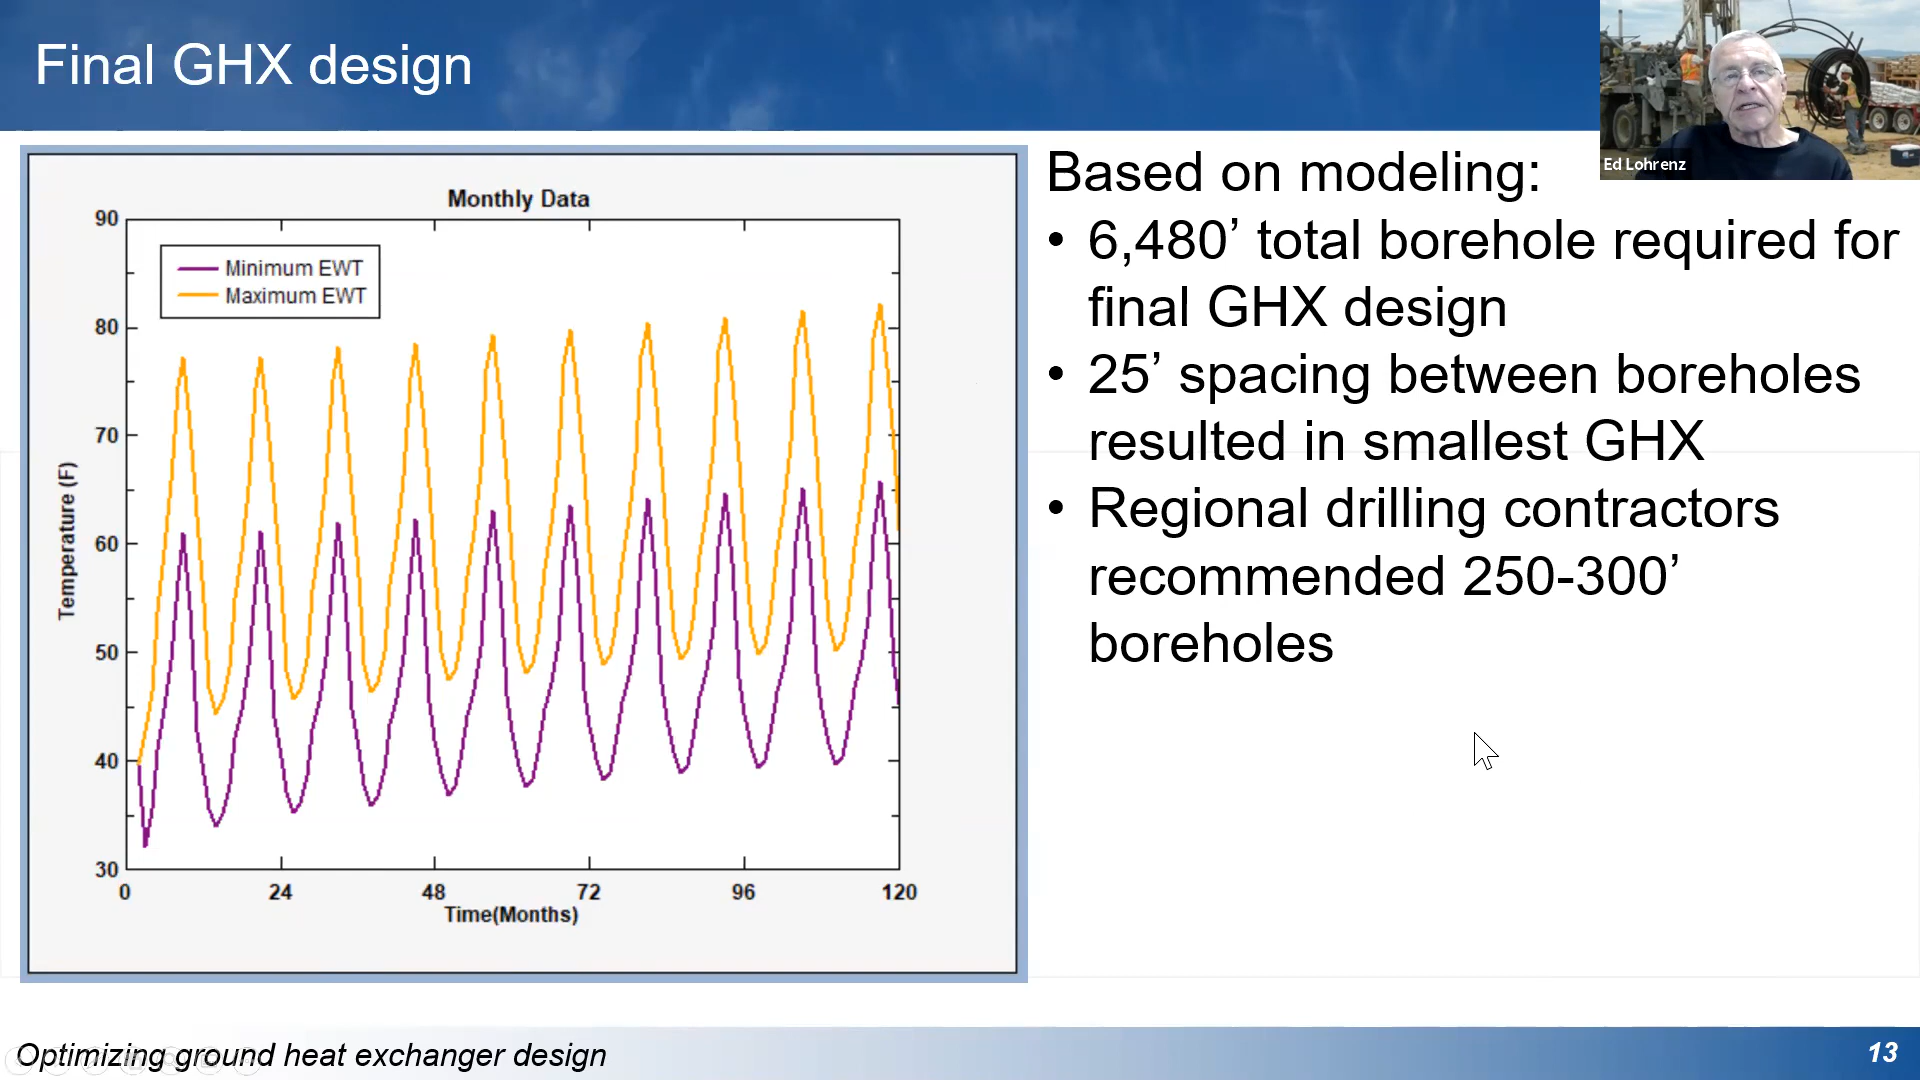 Final GHX design
Ed Lohrenz
Monthly Data
90
80
70
60
50
40
30
Temperature (F)
Minimum EWT
Maximum EWT
0 24 48 72 96 120
Time(Months)
Based on modeling:
• 6,480’ total borehole required for
final GHX design
• 25’ spacing between boreholes
resulted in smallest GHX
• Regional drilling contractors
recommended 250-300’
boreholes
Optimizing ground heat exchanger design
13